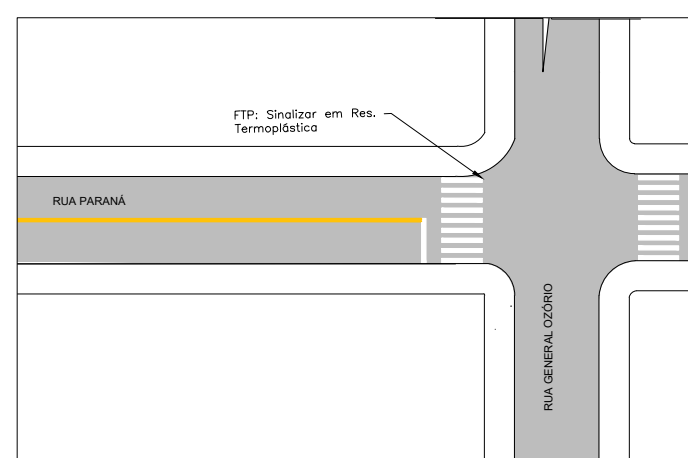 FTP: Sinalizar em Res.
Termoplástica
RUA PARANÁ
RUA GENERAL OZÓRIO